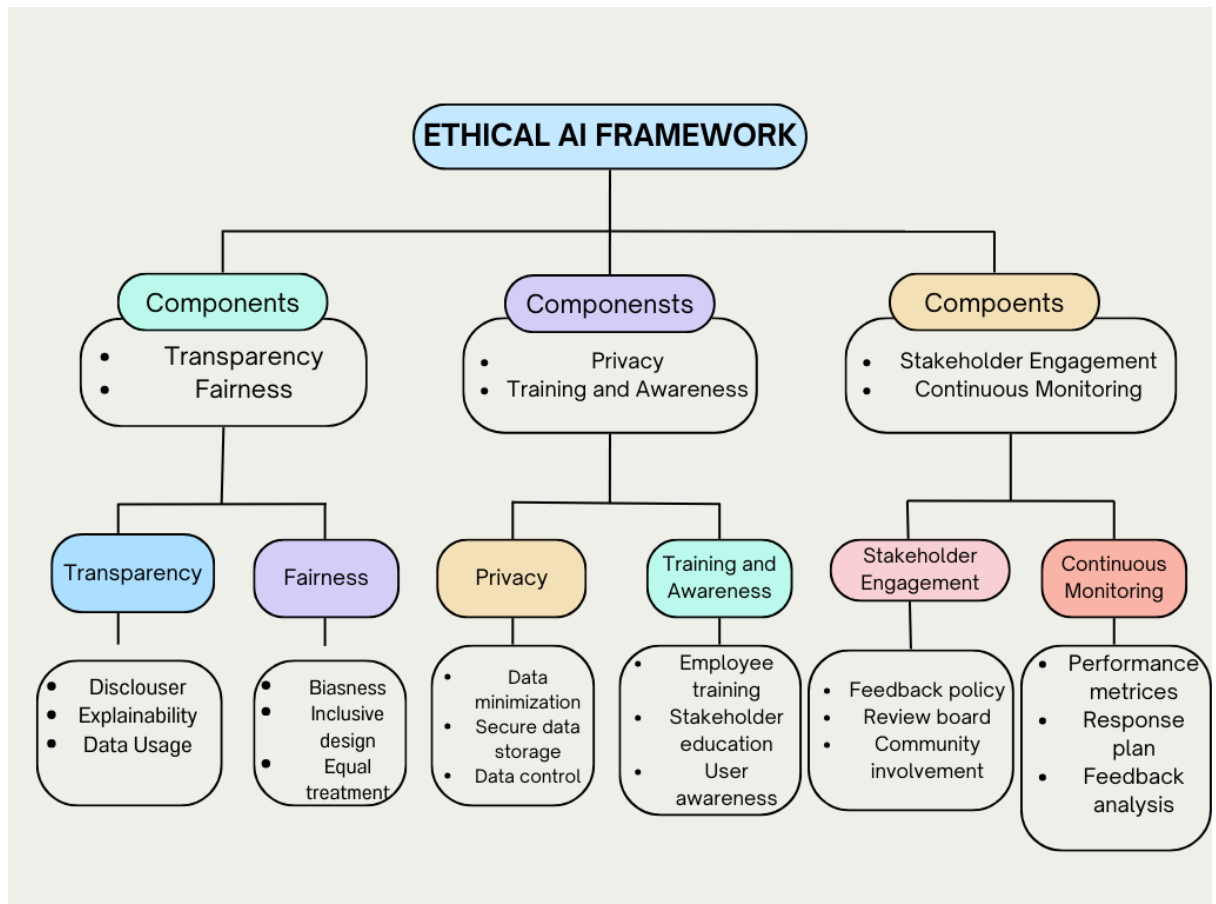 ETHICAL AI FRAMEWORK
Components
Transparency
Fairness
Componensts
Privacy
Training and Awareness
Compoents
Stakeholder Engagement
Continuous Monitoring
Transparency
Disclouser
Explainability
Data Usage
Fairness
Biasness
Inclusive
design
Equal
treatment
Privacy
Data
minimization
Secure data
storage
Data control
Training and
Awareness
Employee
training
Stakeholder
education
User
awareness
Stakeholder
Engagement
Feedback policy
Review board
Community
involvement
Continuous
Monitoring
Performance
metrices
Response
plan
Feedback
analysis